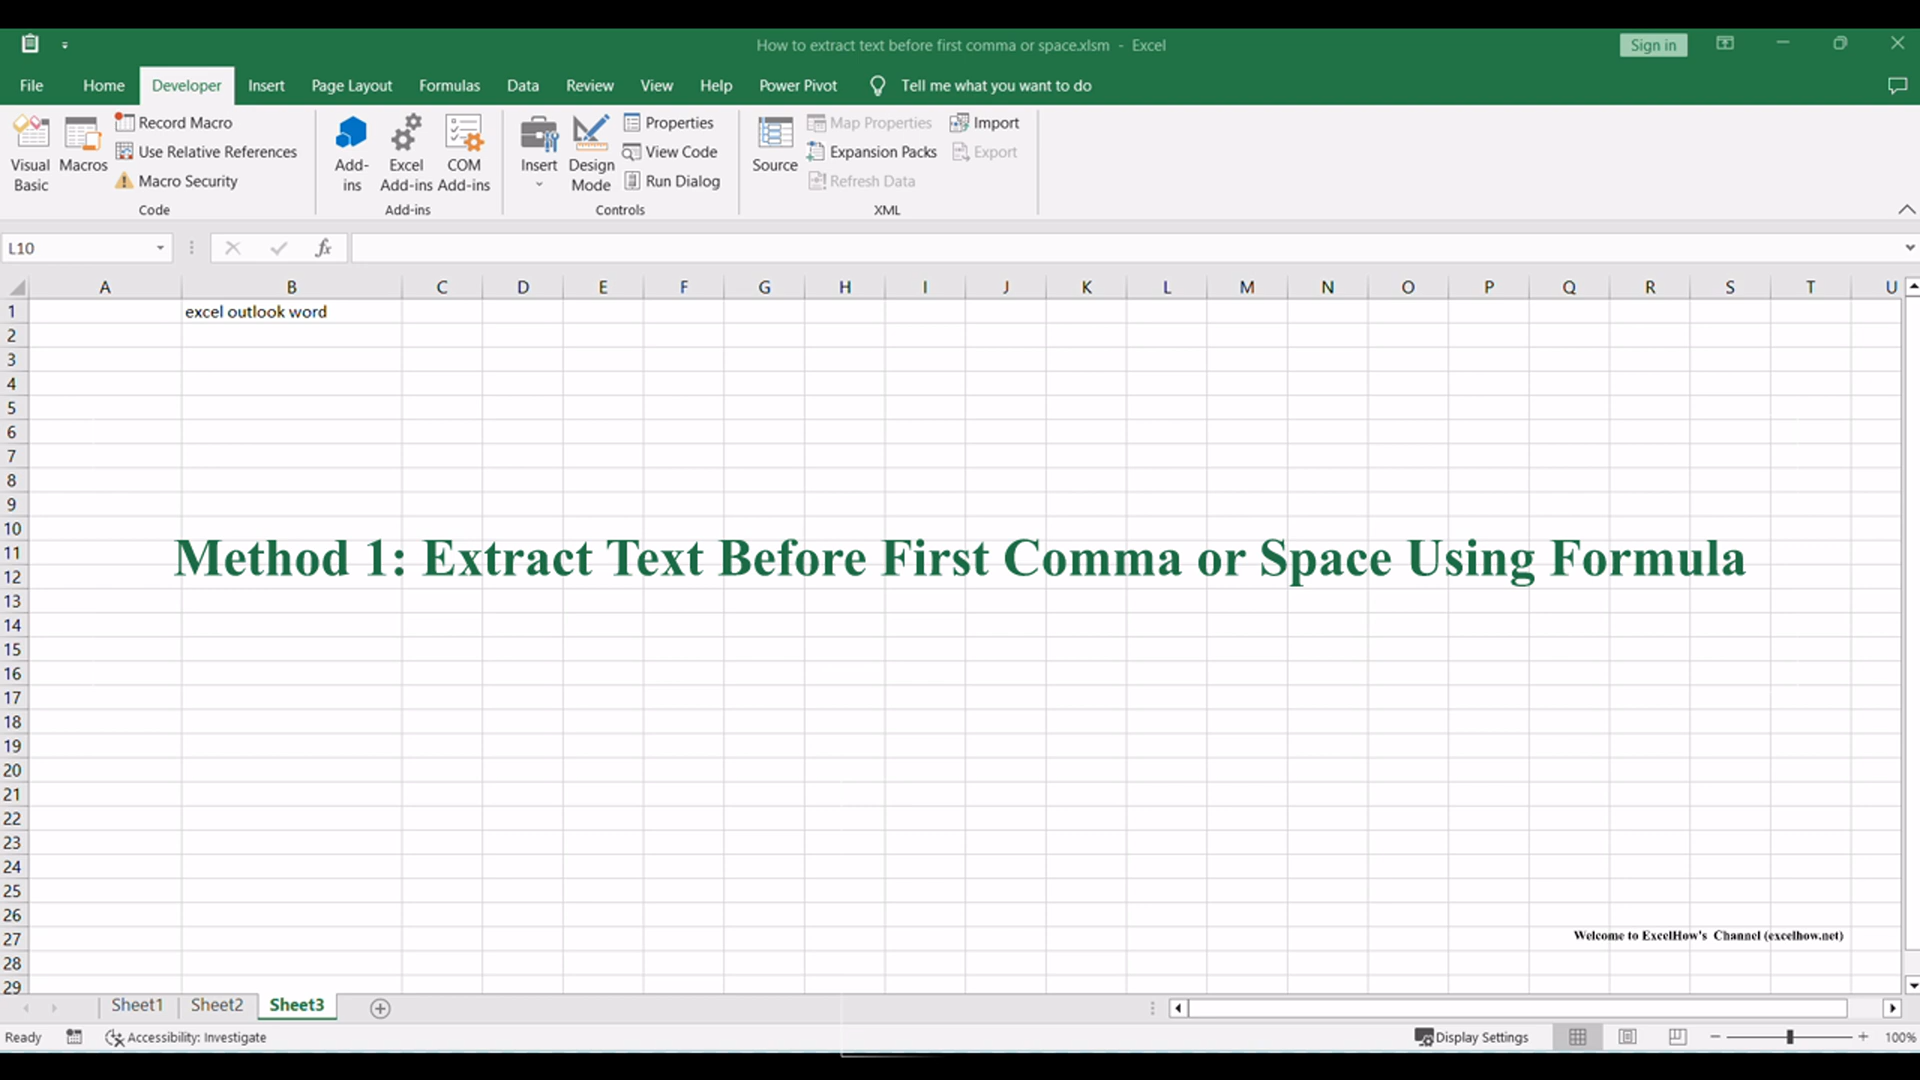 How to extract text before first comma or space.xlsm - Excel
Sign in
File Home Developer Insert Page Layout Formulas Data Review View Help Power Pivot Tell me what you want to do
Visual Basic
Macros
Record Macro
Use Relative References
Macro Security
Code
Add-ins
Excel Add-ins
COM Add-ins
Add-ins
Insert
Design Mode
Properties
View Code
Run Dialog
Controls
Source
Map Properties
Expansion Packs
Refresh Data
Import
Export
XML
L10
fx
A B C D E F G H I J K L M N O P Q R S T U
1 excel outlook word
2
3
4
5
6
7
8
9
10
11
Method 1: Extract Text Before First Comma or Space Using Formula
12
13
14
15
16
17
18
19
20
21
22
23
24
25
26
27
Welcome to ExcelHow's Channel (excelhow.net)
28
29
Sheet1 Sheet2 Sheet3
Ready Accessibility: Investigate Display Settings 100%